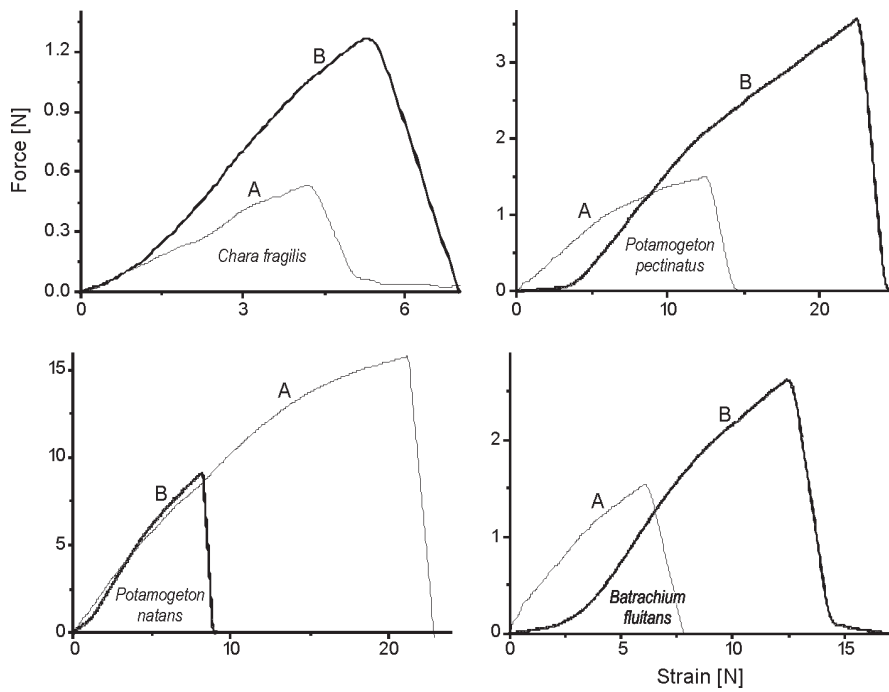 1.2
0.9
0.6
0.3
0.0
0
3
6
Force [N]
B
A
Chara fragilis
3
2
1
0
0
10
20
B
A
Potamogeton
pectinatus
15
10
5
0
0
10
20
A
B
Potamogeton
natans
2
1
0
0
5
10
15
B
A
Batrachium
fluitans
Strain [N]